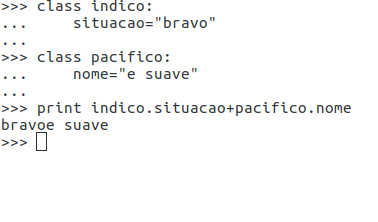 >>> class indico:
...     situacao="bravo"
...
>>> class pacifico:
...     nome="e suave"
...
>>> print indico.situacao+pacifico.nome
bravoe suave
>>>